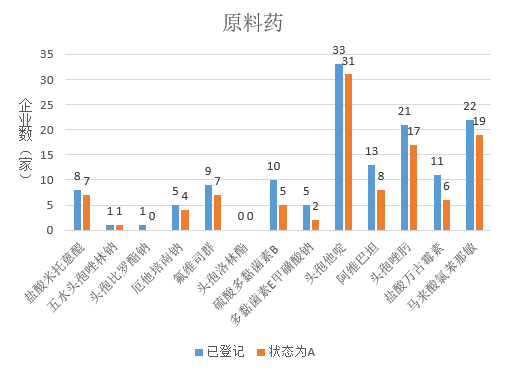 原料药
企业数（家）
35
30
25
20
15
10
5
0
8 7
1 1
1 0
5 4
9 7
0 0
10 5
5 2
33 31
13 8
21 17
11 6
22 19
盐酸米托蒽醌
五水头孢唑林钠
头孢比罗酯钠
厄他培南钠
氟维司群
头孢洛林酯
硫酸多黏菌素B
多黏菌素E甲磺酸钠
头孢他啶
阿维巴坦
头孢唑肟
盐酸万古霉素
马来酸氯苯那敏
已登记 状态为A